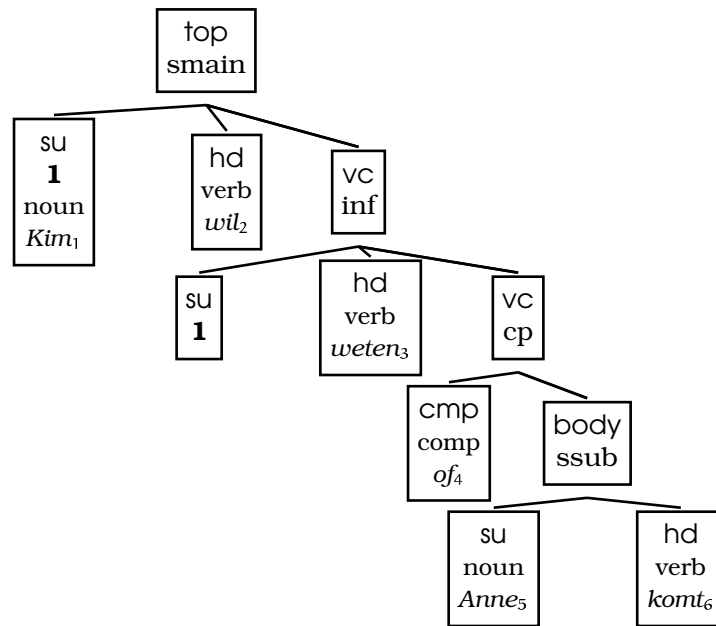 top
smain
su
1
noun
Kim₁
hd
verb
wil₂
vc
inf
su
1
hd
verb
weten₃
vc
cp
cmp
comp
of₄
body
ssub
su
noun
Anne₅
hd
verb
komt₆